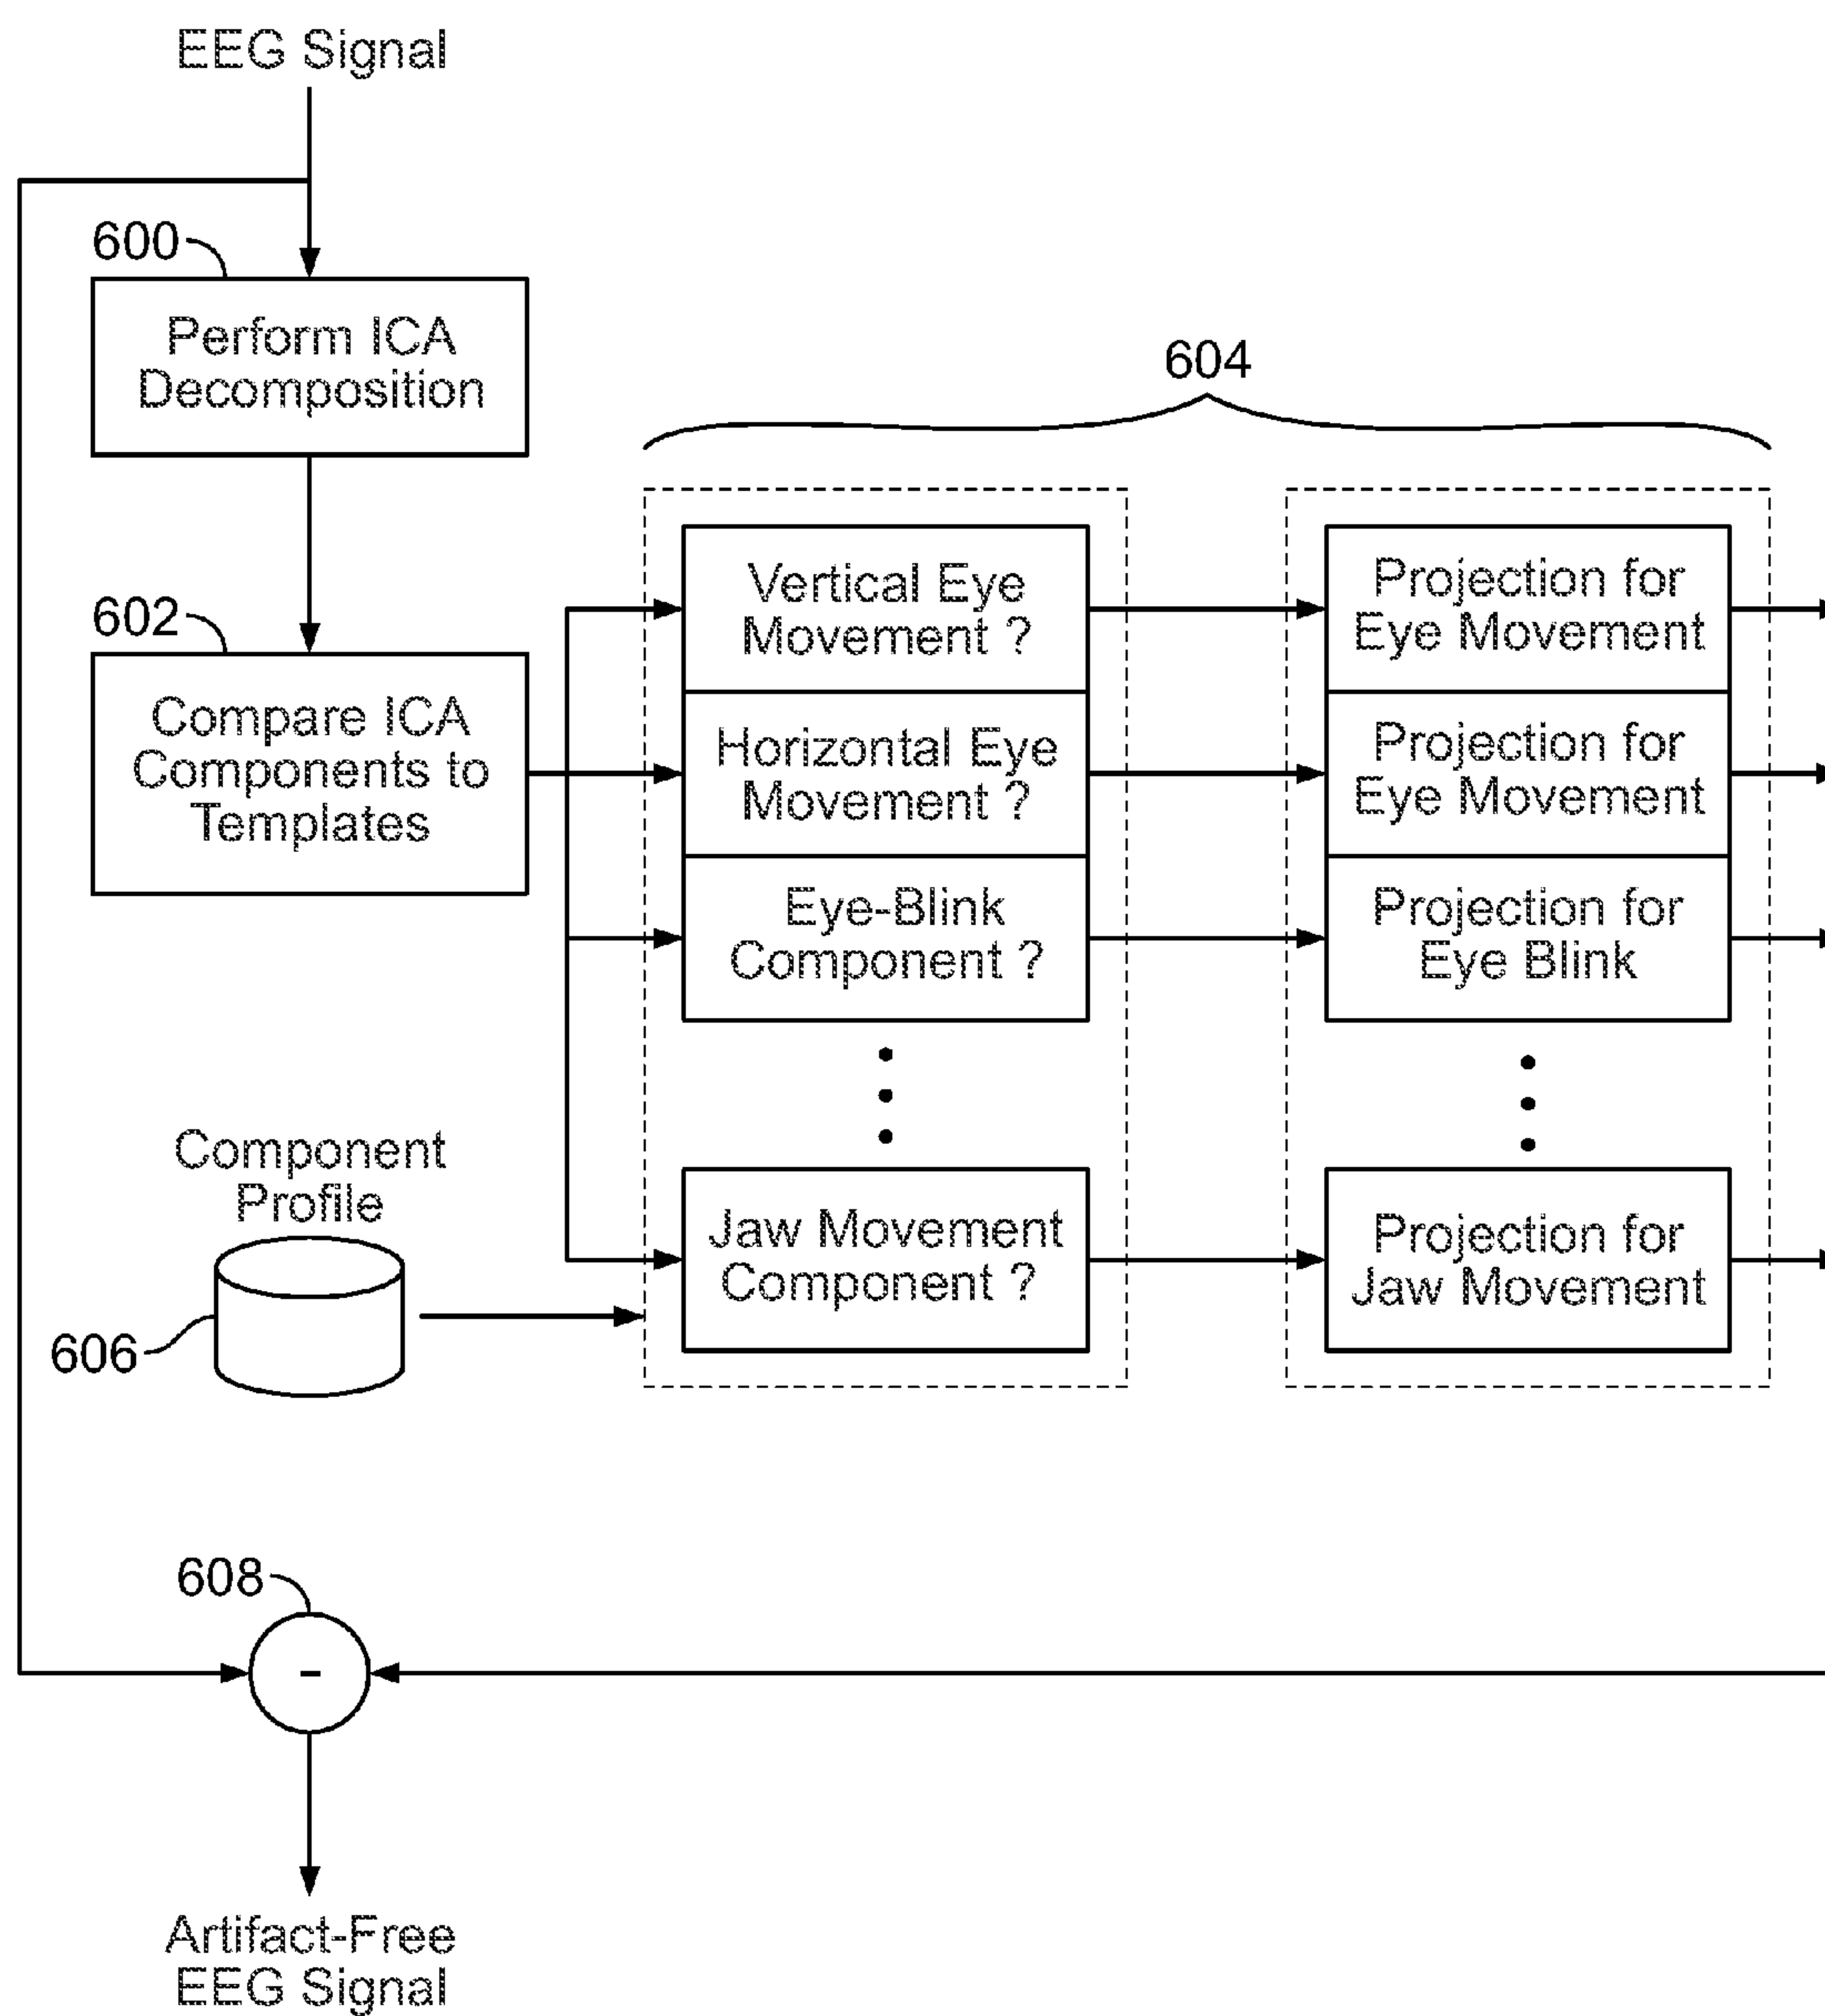 EEG Signal
600
Perform ICA
Decomposition
604
602
Compare ICA
Components to
Templates
Vertical Eye
Movement ?
Projection for
Eye Movement
Horizontal Eye
Movement ?
Projection for
Eye Movement
Eye-Blink
Component ?
Projection for
Eye Blink
Component
Profile
606
Jaw Movement
Component ?
Projection for
Jaw Movement
608
-
Artifact-Free
EEG Signal